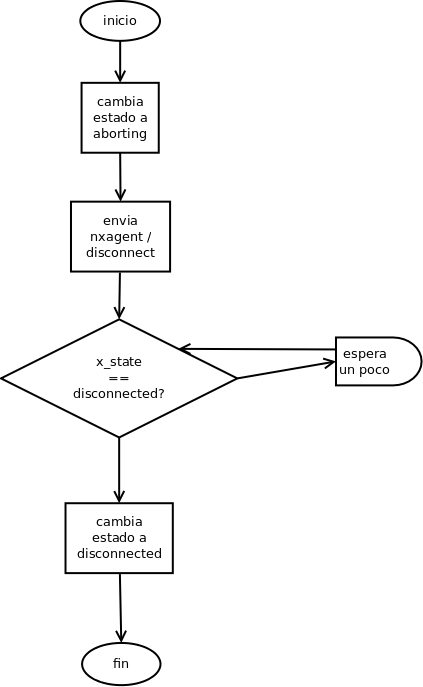 inicio
cambia
estado a
aborting
envia
nxagent /
disconnect
x_state
==
disconnected?
espera
un poco
cambia
estado a
disconnected
fin